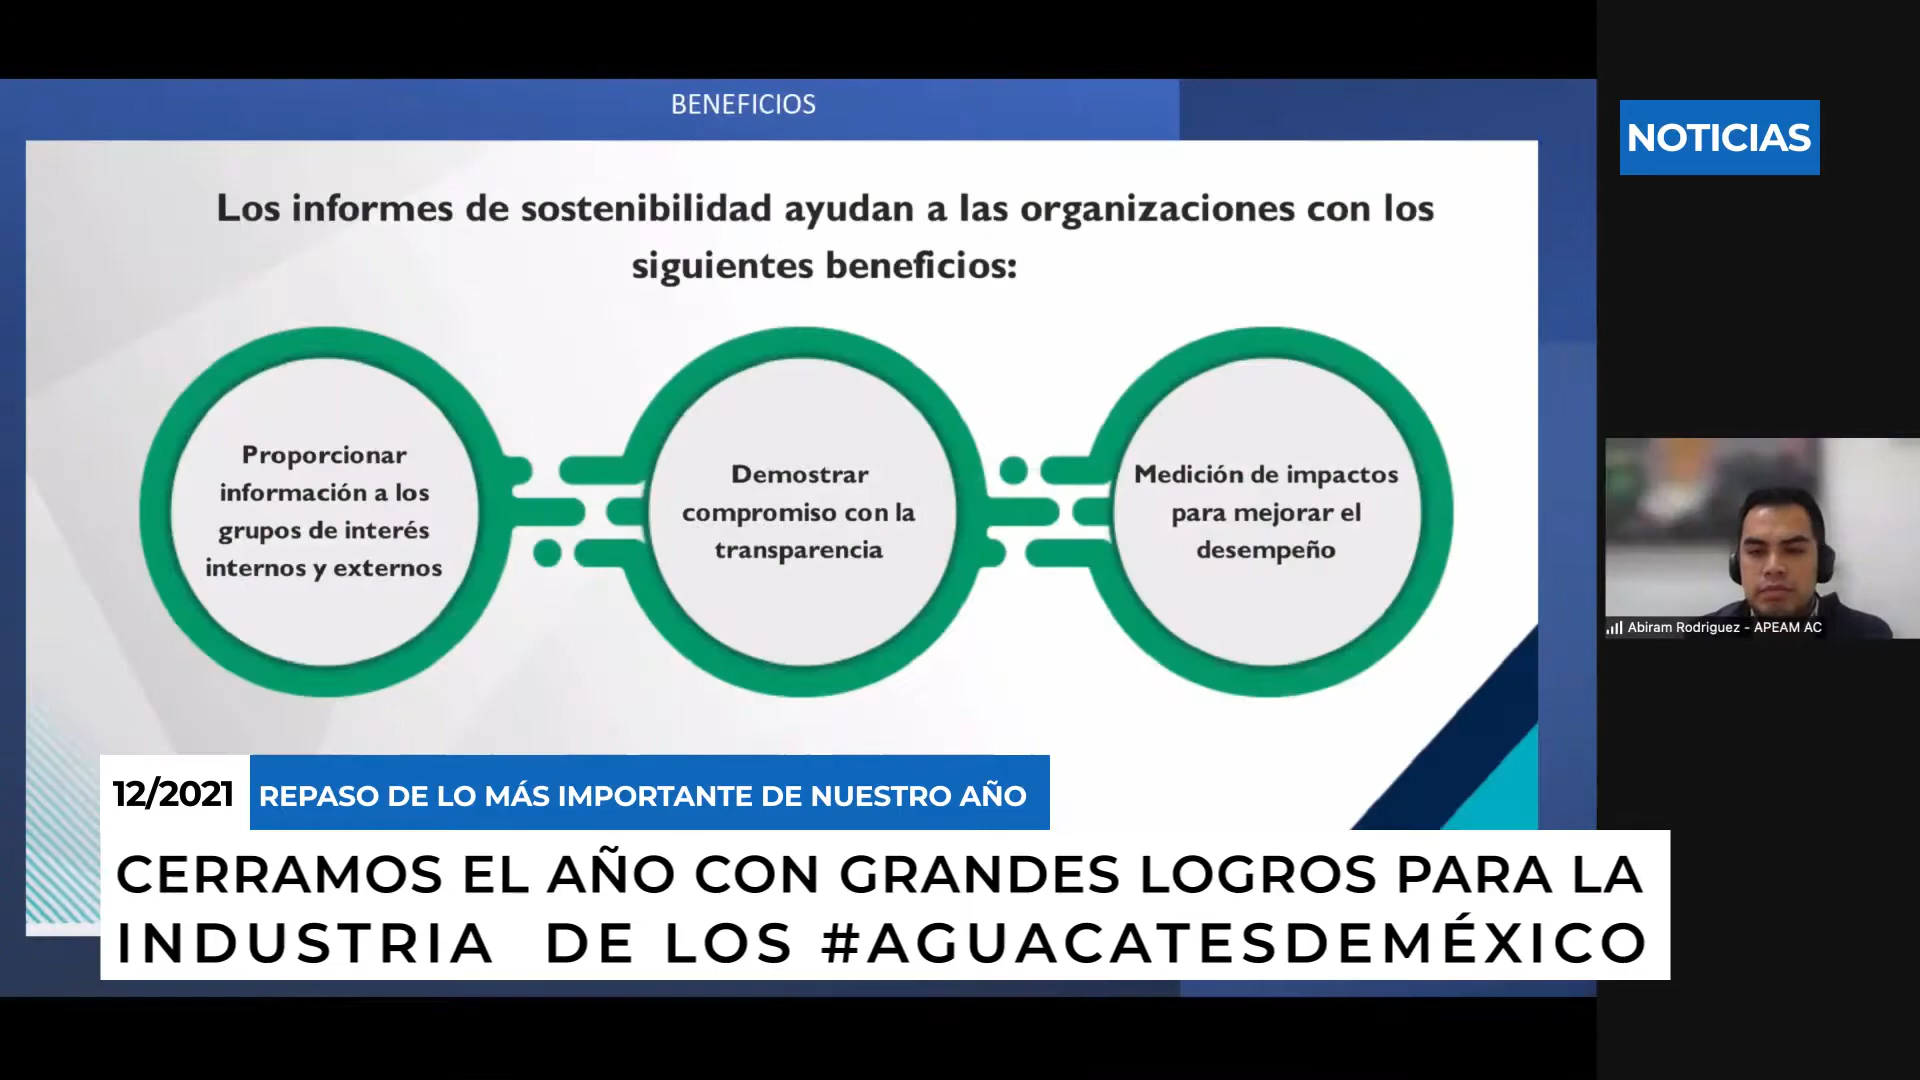 BENEFICIOS
NOTICIAS
Los informes de sostenibilidad ayudan a las organizaciones con los
siguientes beneficios:
Proporcionar
información a los
grupos de interés
internos y externos
Demostrar
compromiso con la
transparencia
Medición de impactos
para mejorar el
desempeño
Abiram Rodriguez - APEAM AC
12/2021
REPASO DE LO MÁS IMPORTANTE DE NUESTRO AÑO
CERRAMOS EL AÑO CON GRANDES LOGROS PARA LA
INDUSTRIA DE LOS #AGUACATESDEMÉXICO